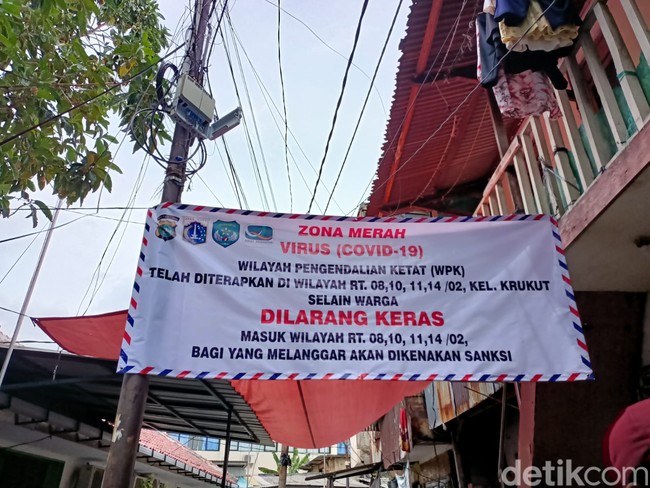 ZONA MERAH
VIRUS (COVID-19)
WILAYAH PENGENDALIAN KETAT (WPK)
TELAH DITERAPKAN DI WILAYAH RT. 08,10, 11,14 /02, KEL. KRUKUT
SELAIN WARGA
DILARANG KERAS
MASUK WILAYAH RT. 08,10, 11,14 /02,
BAGI YANG MELANGGAR AKAN DIKENAKAN SANKSI
detikcom